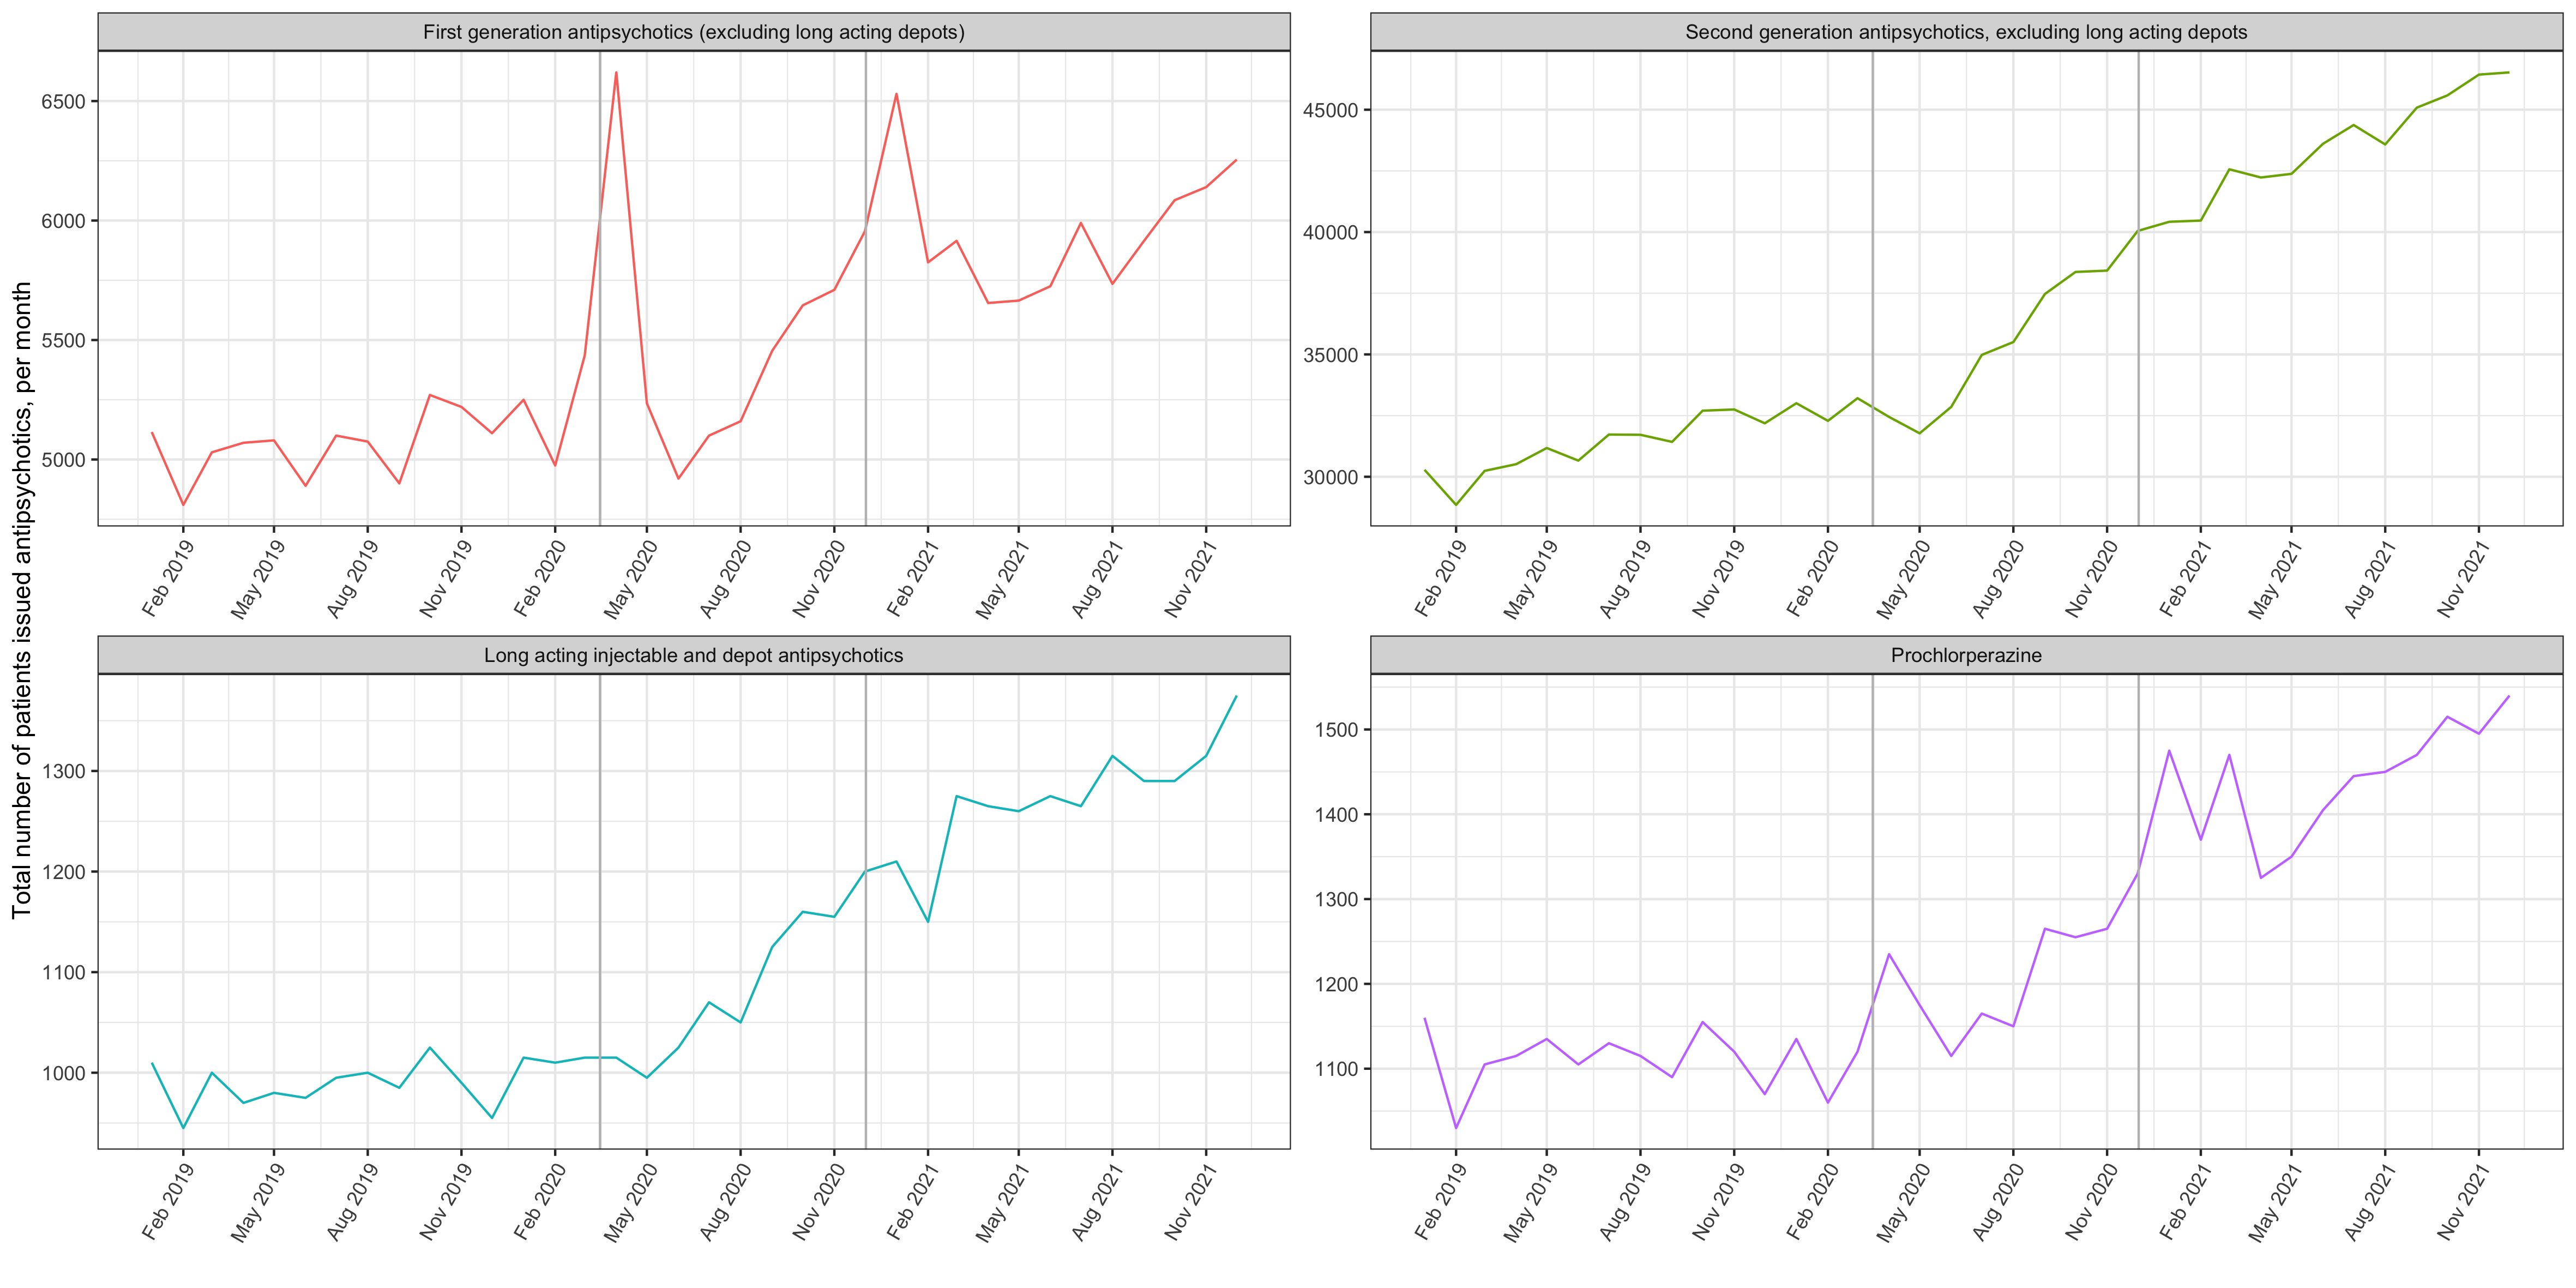 Total number of patients issued antipsychotics, per month
First generation antipsychotics (excluding long acting depots)
6500
6000
5500
5000
Feb 2019
May 2019
Aug 2019
Nov 2019
Feb 2020
May 2020
Aug 2020
Nov 2020
Feb 2021
May 2021
Aug 2021
Nov 2021
Second generation antipsychotics, excluding long acting depots
45000
40000
35000
30000
Feb 2019
May 2019
Aug 2019
Nov 2019
Feb 2020
May 2020
Aug 2020
Nov 2020
Feb 2021
May 2021
Aug 2021
Nov 2021
Long acting injectable and depot antipsychotics
1300
1200
1100
1000
Feb 2019
May 2019
Aug 2019
Nov 2019
Feb 2020
May 2020
Aug 2020
Nov 2020
Feb 2021
May 2021
Aug 2021
Nov 2021
Prochlorperazine
1500
1400
1300
1200
1100
Feb 2019
May 2019
Aug 2019
Nov 2019
Feb 2020
May 2020
Aug 2020
Nov 2020
Feb 2021
May 2021
Aug 2021
Nov 2021